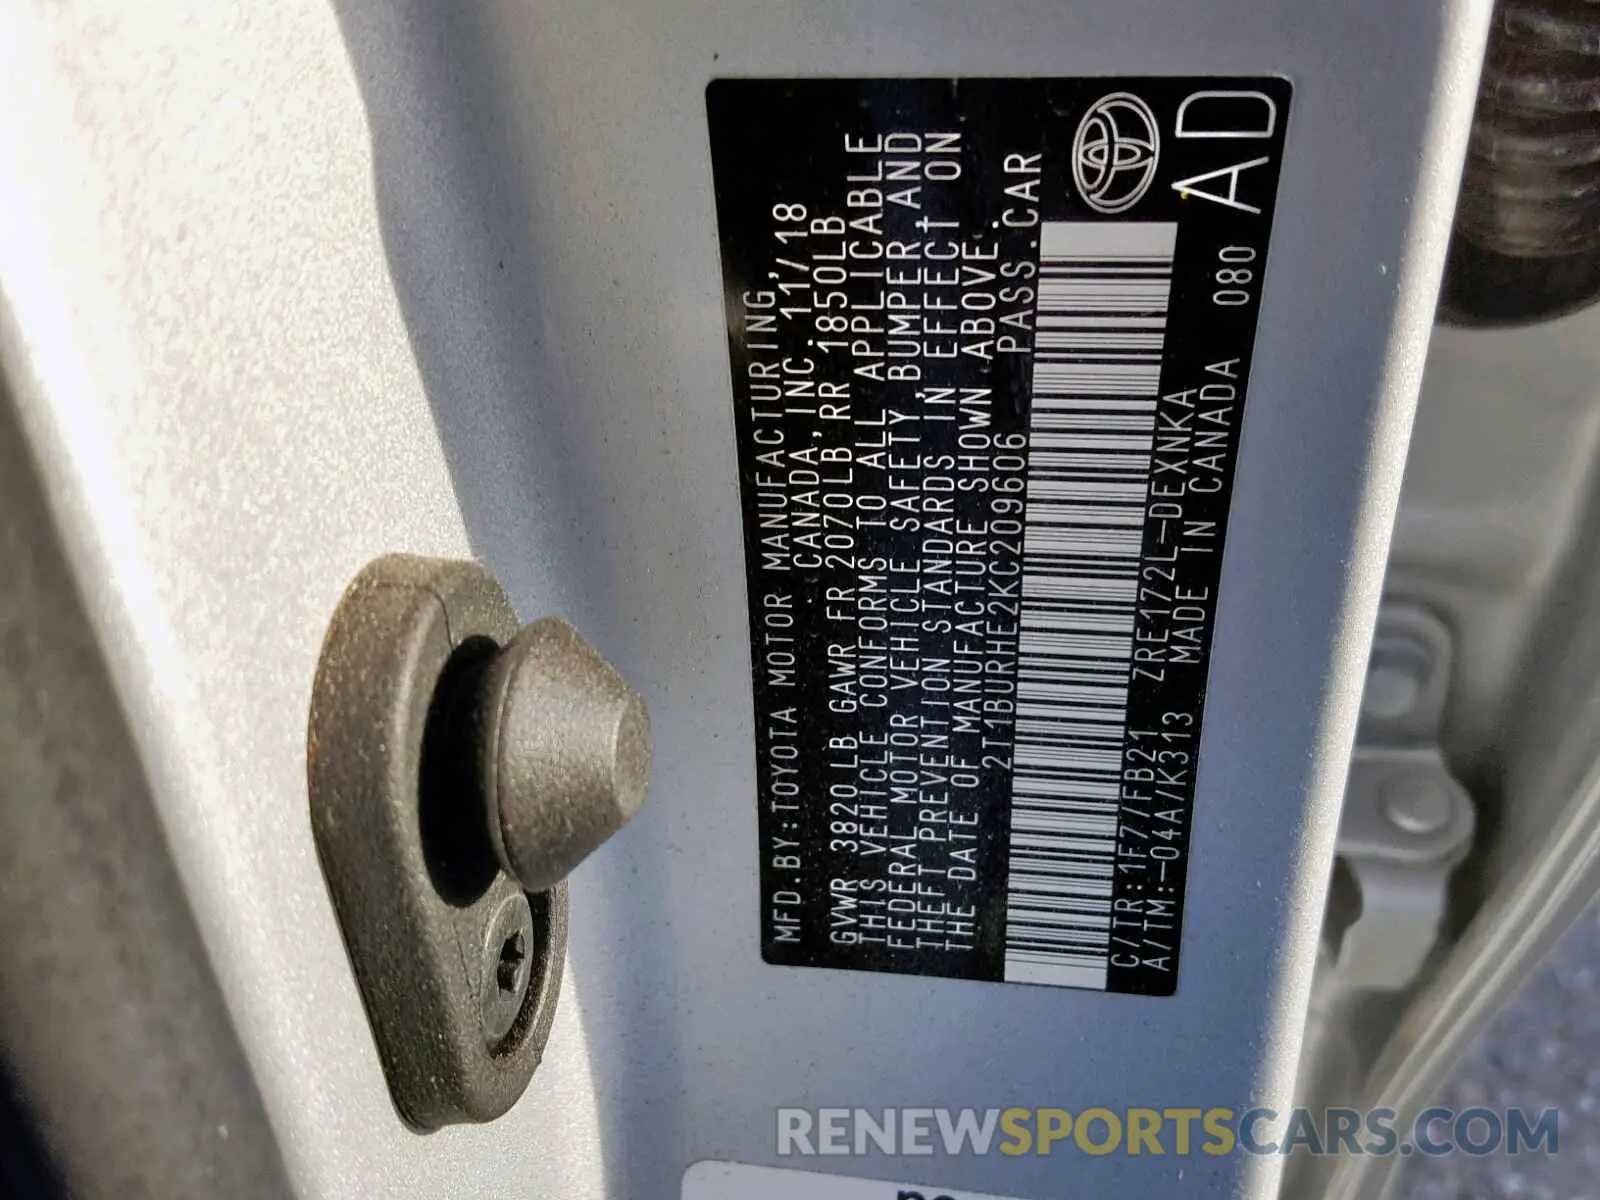 MFD.BY:TOYOTA MOTOR MANUFACTURING,
CANADA,INC. 11/18
GVWR 3820LB GAWR FR 2070LB,RR 1850LB
THIS VEHICLE CONFORMS TO ALL APPLICABLE
FEDERAL MOTOR VEHICLE SAFETY, BUMPER, AND
THEFT PREVENTION STANDARDS IN EFFECT ON
THE DATE OF MANUFACTURE SHOWN ABOVE.
2T1BURHE2KC209606 PASS.CAR
C/TR:1F7/FB21 ZRE172L-DEXNKA
A/TM:-04A/K313 MADE IN CANADA 080
AD
RENEWSPORTSCARS.COM